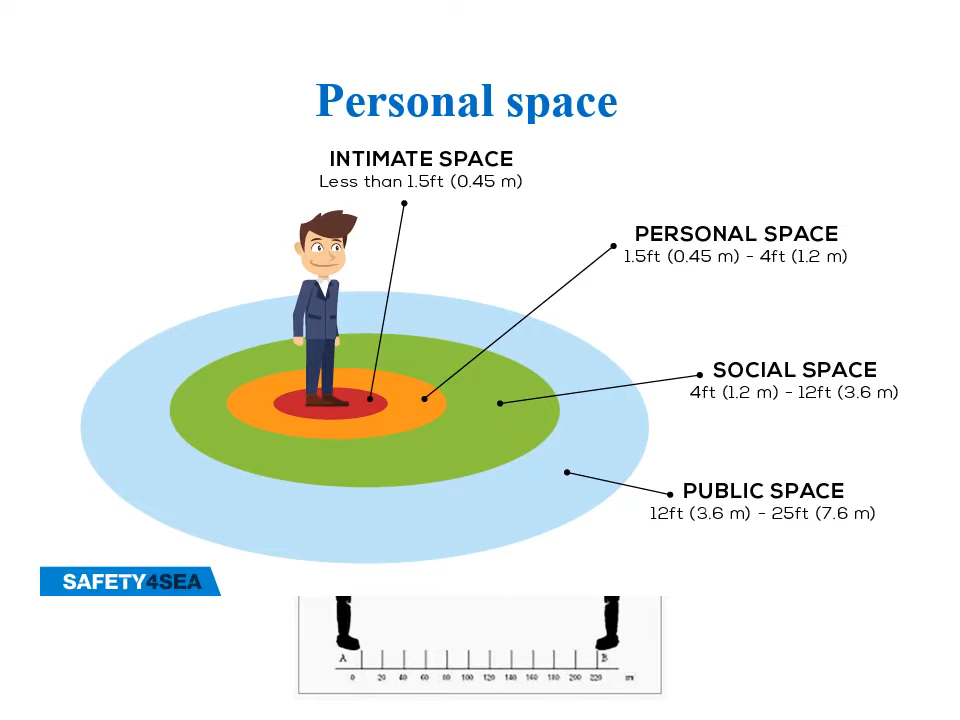 Personal space
INTIMATE SPACE
Less than 1.5ft (0.45 m)
PERSONAL SPACE
1.5ft (0.45 m) - 4ft (1.2 m)
SOCIAL SPACE
4ft (1.2 m) - 12ft (3.6 m)
PUBLIC SPACE
12ft (3.6 m) - 25ft (7.6 m)
SAFETY4SEA
A B
0 20 40 60 80 100 120 140 160 180 200 220